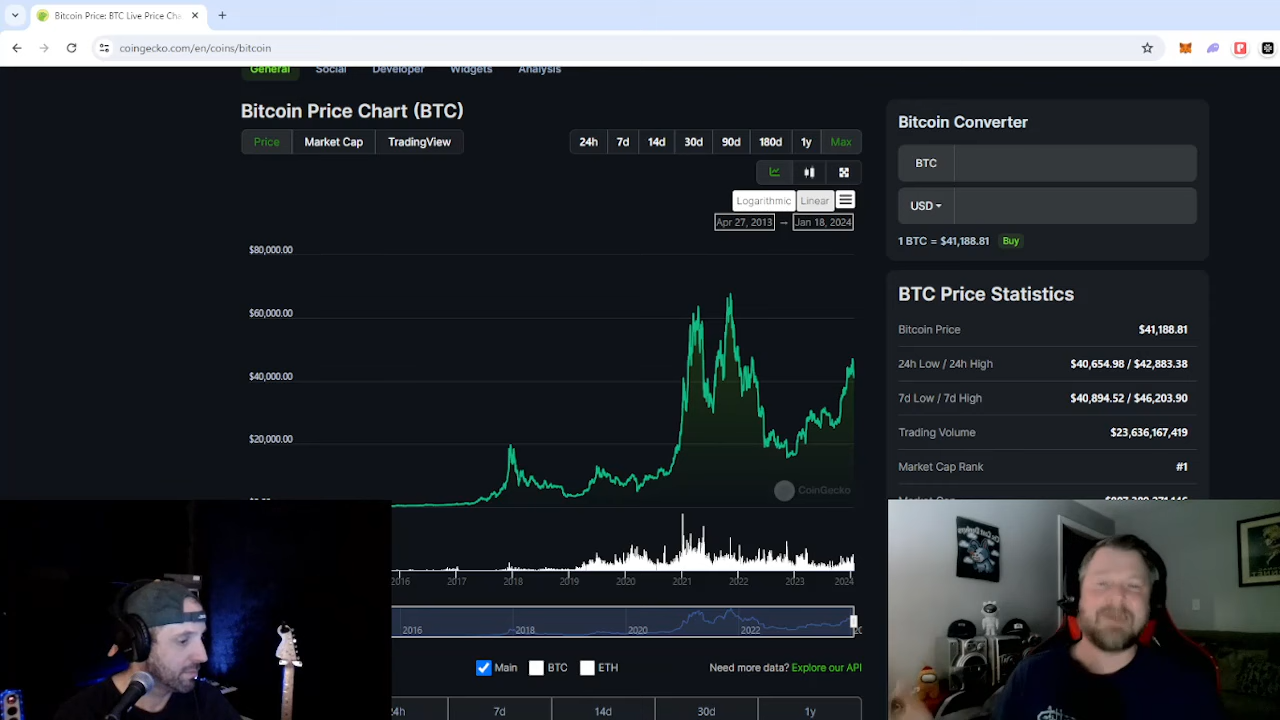 Bitcoin Price: BTC Live Price Cha
coingecko.com/en/coins/bitcoin
General Social Developer Widgets Analysis
Bitcoin Price Chart (BTC)
Price Market Cap TradingView
24h 7d 14d 30d 90d 180d 1y Max
Logarithmic Linear
Apr 27, 2013 → Jan 18, 2024
$80,000.00
$60,000.00
$40,000.00
$20,000.00
CoinGecko
2016 2017 2018 2019 2020 2021 2022 2023 2024
2016 2018 2020 2022
Main BTC ETH
Need more data? Explore our API
24h 7d 14d 30d 1y
Bitcoin Converter
BTC
USD
1 BTC = $41,188.81 Buy
BTC Price Statistics
Bitcoin Price $41,188.81
24h Low / 24h High $40,654.98 / $42,883.38
7d Low / 7d High $40,894.52 / $46,203.90
Trading Volume $23,636,167,419
Market Cap Rank #1